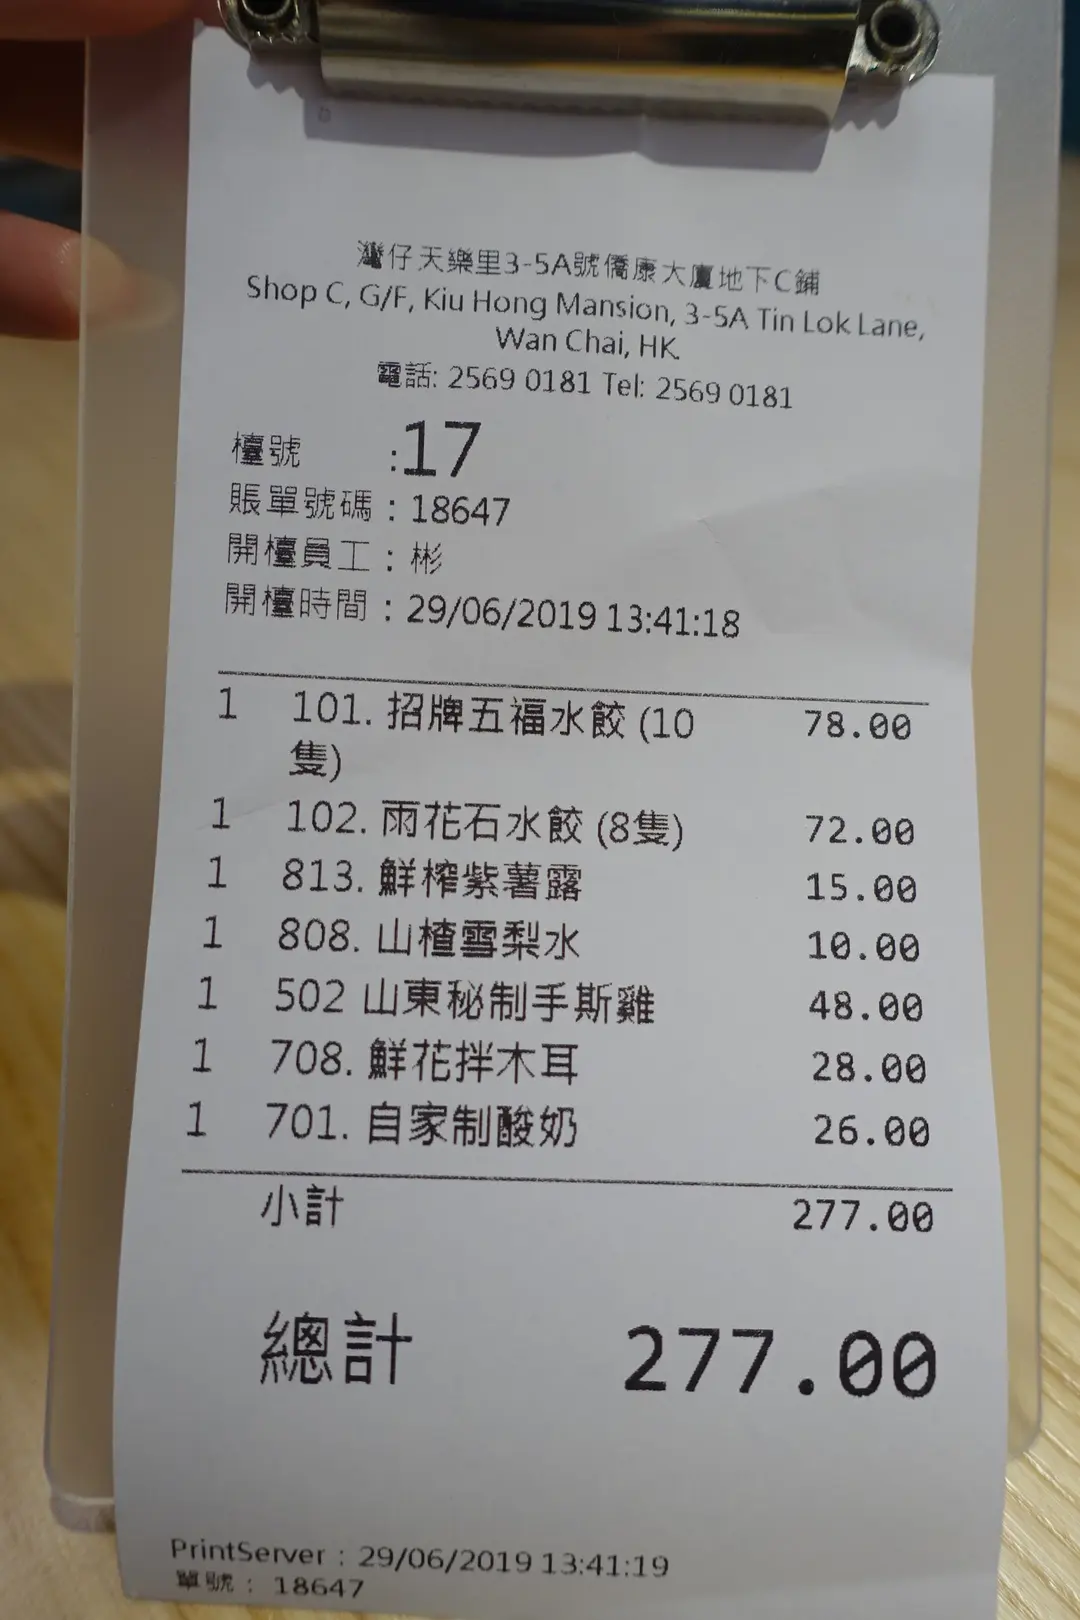 灣仔天樂里3-5A號僑康大廈地下C鋪
Shop C, G/F, Kiu Hong Mansion, 3-5A Tin Lok Lane,
Wan Chai, HK
電話: 2569 0181 Tel: 2569 0181
檯號 :17
賬單號碼 : 18647
開檯員工 : 彬
開檯時間 : 29/06/2019 13:41:18
1 101. 招牌五福水餃 (10
隻) 78.00
1 102. 雨花石水餃 (8隻) 72.00
1 813. 鮮榨紫薯露 15.00
1 808. 山楂雪梨水 10.00
1 502 山東秘制手斯雞 48.00
1 708. 鮮花拌木耳 28.00
1 701. 自家制酸奶 26.00
小計 277.00
總計 277.00
PrintServer : 29/06/2019 13:41:19
單號 : 18647